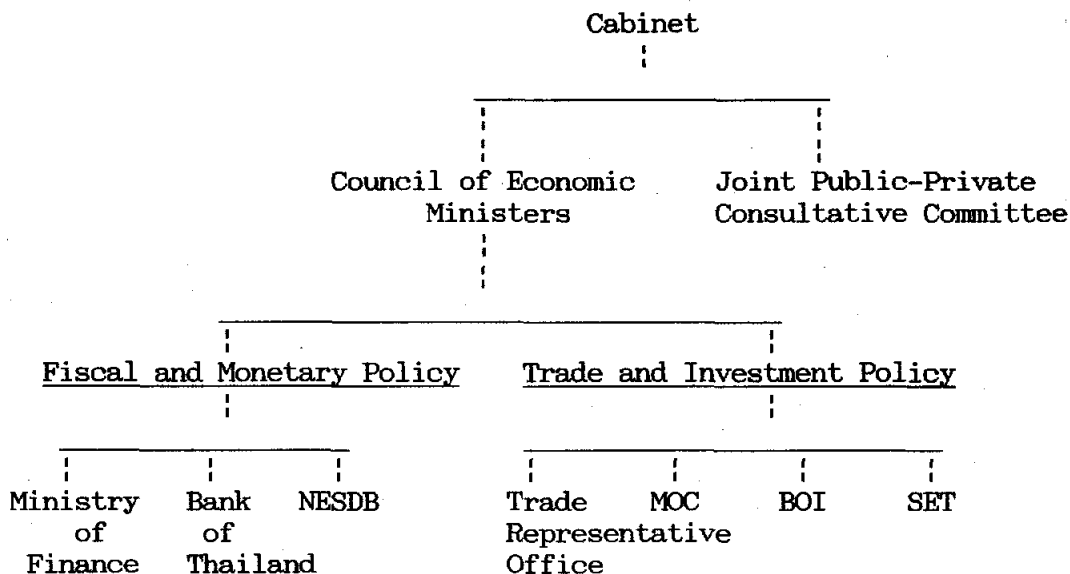 Cabinet
Council of Economic Ministers
Joint Public-Private Consultative Committee
Fiscal and Monetary Policy
Trade and Investment Policy
Ministry of Finance
Bank of Thailand
NESDB
Trade Representative Office
MOC
BOI
SET